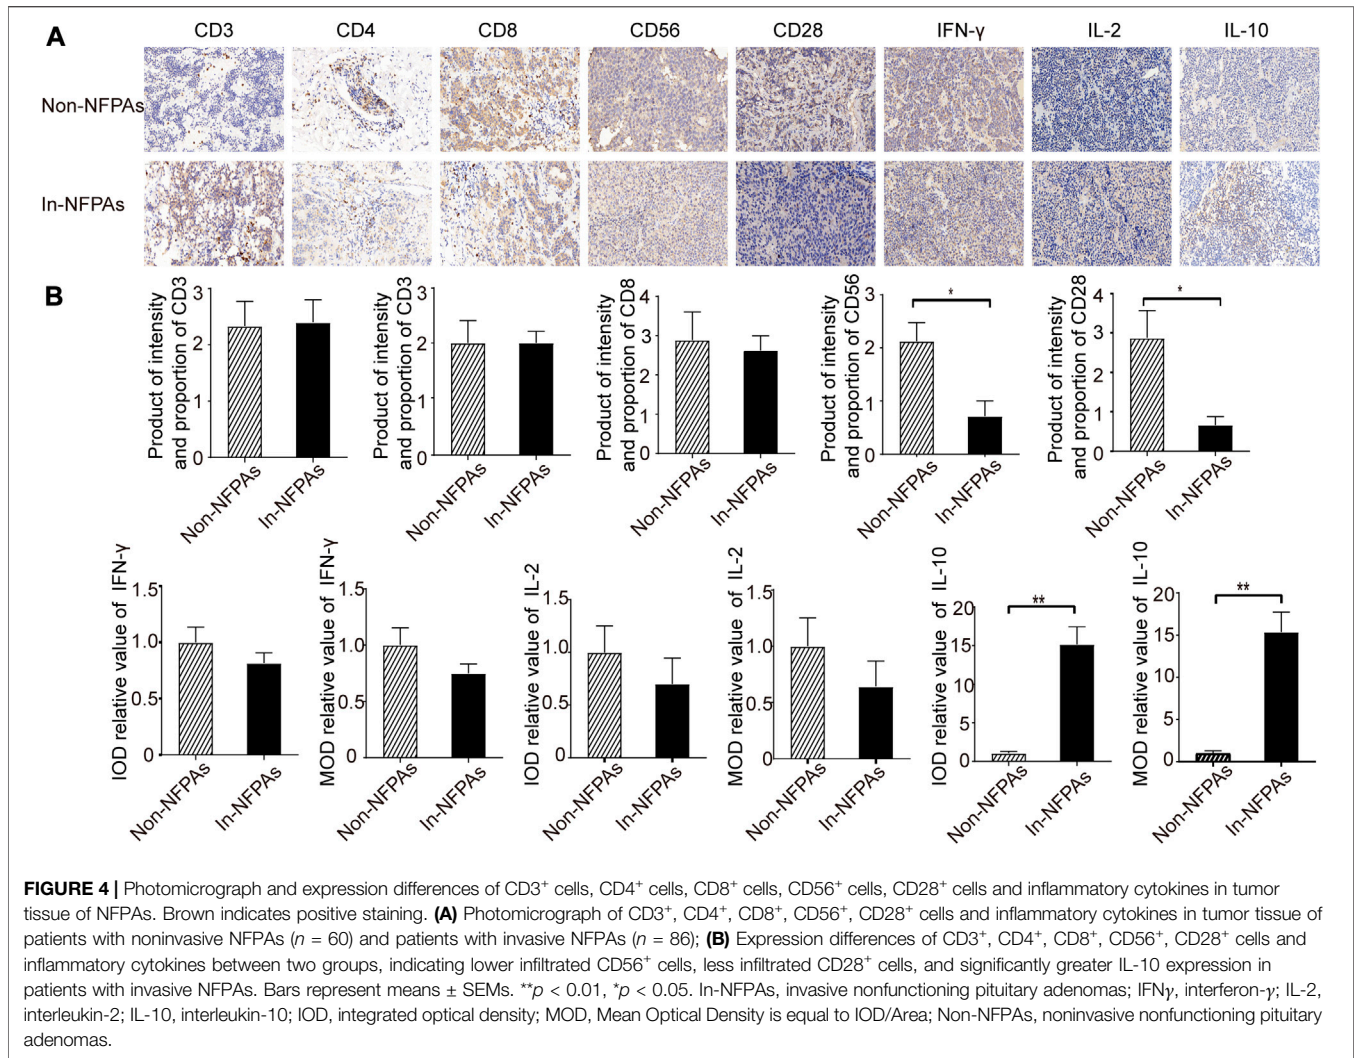 A
CD3 CD4 CD8 CD56 CD28 IFN-γ IL-2 IL-10
Non-NFPAs
In-NFPAs
B
Product of intensity
and proportion of CD3
3
2
1
0
Non-NFPAs
In-NFPAs
Product of intensity
and proportion of CD3
3
2
1
0
Non-NFPAs
In-NFPAs
Product of intensity
and proportion of CD8
4
3
2
1
0
Non-NFPAs
In-NFPAs
Product of intensity
and proportion of CD56
3
2
1
0
*
Non-NFPAs
In-NFPAs
Product of intensity
and proportion of CD28
4
3
2
1
0
*
Non-NFPAs
In-NFPAs
IOD relative value of IFN-γ
1.5
1.0
0.5
0
Non-NFPAs
In-NFPAs
MOD relative value of IFN-γ
1.5
1.0
0.5
0
Non-NFPAs
In-NFPAs
IOD relative value of IL-2
1.5
1.0
0.5
0
Non-NFPAs
In-NFPAs
MOD relative value of IL-2
1.5
1.0
0.5
0
Non-NFPAs
In-NFPAs
IOD relative value of IL-10
20
15
10
5
0
**
Non-NFPAs
In-NFPAs
MOD relative value of IL-10
20
15
10
5
0
**
Non-NFPAs
In-NFPAs
FIGURE 4 | Photomicrograph and expression differences of CD3⁺ cells, CD4⁺ cells, CD8⁺ cells, CD56⁺ cells, CD28⁺ cells and inflammatory cytokines in tumor
tissue of NFPAs. Brown indicates positive staining. (A) Photomicrograph of CD3⁺, CD4⁺, CD8⁺, CD56⁺, CD28⁺ cells and inflammatory cytokines in tumor tissue of
patients with noninvasive NFPAs (n = 60) and patients with invasive NFPAs (n = 86); (B) Expression differences of CD3⁺, CD4⁺, CD8⁺, CD56⁺, CD28⁺ cells and
inflammatory cytokines between two groups, indicating lower infiltrated CD56⁺ cells, less infiltrated CD28⁺ cells, and significantly greater IL-10 expression in
patients with invasive NFPAs. Bars represent means ± SEMs. **p < 0.01, *p < 0.05. In-NFPAs, invasive nonfunctioning pituitary adenomas; IFNγ, interferon-γ; IL-2,
interleukin-2; IL-10, interleukin-10; IOD, integrated optical density; MOD, Mean Optical Density is equal to IOD/Area; Non-NFPAs, noninvasive nonfunctioning pituitary
adenomas.